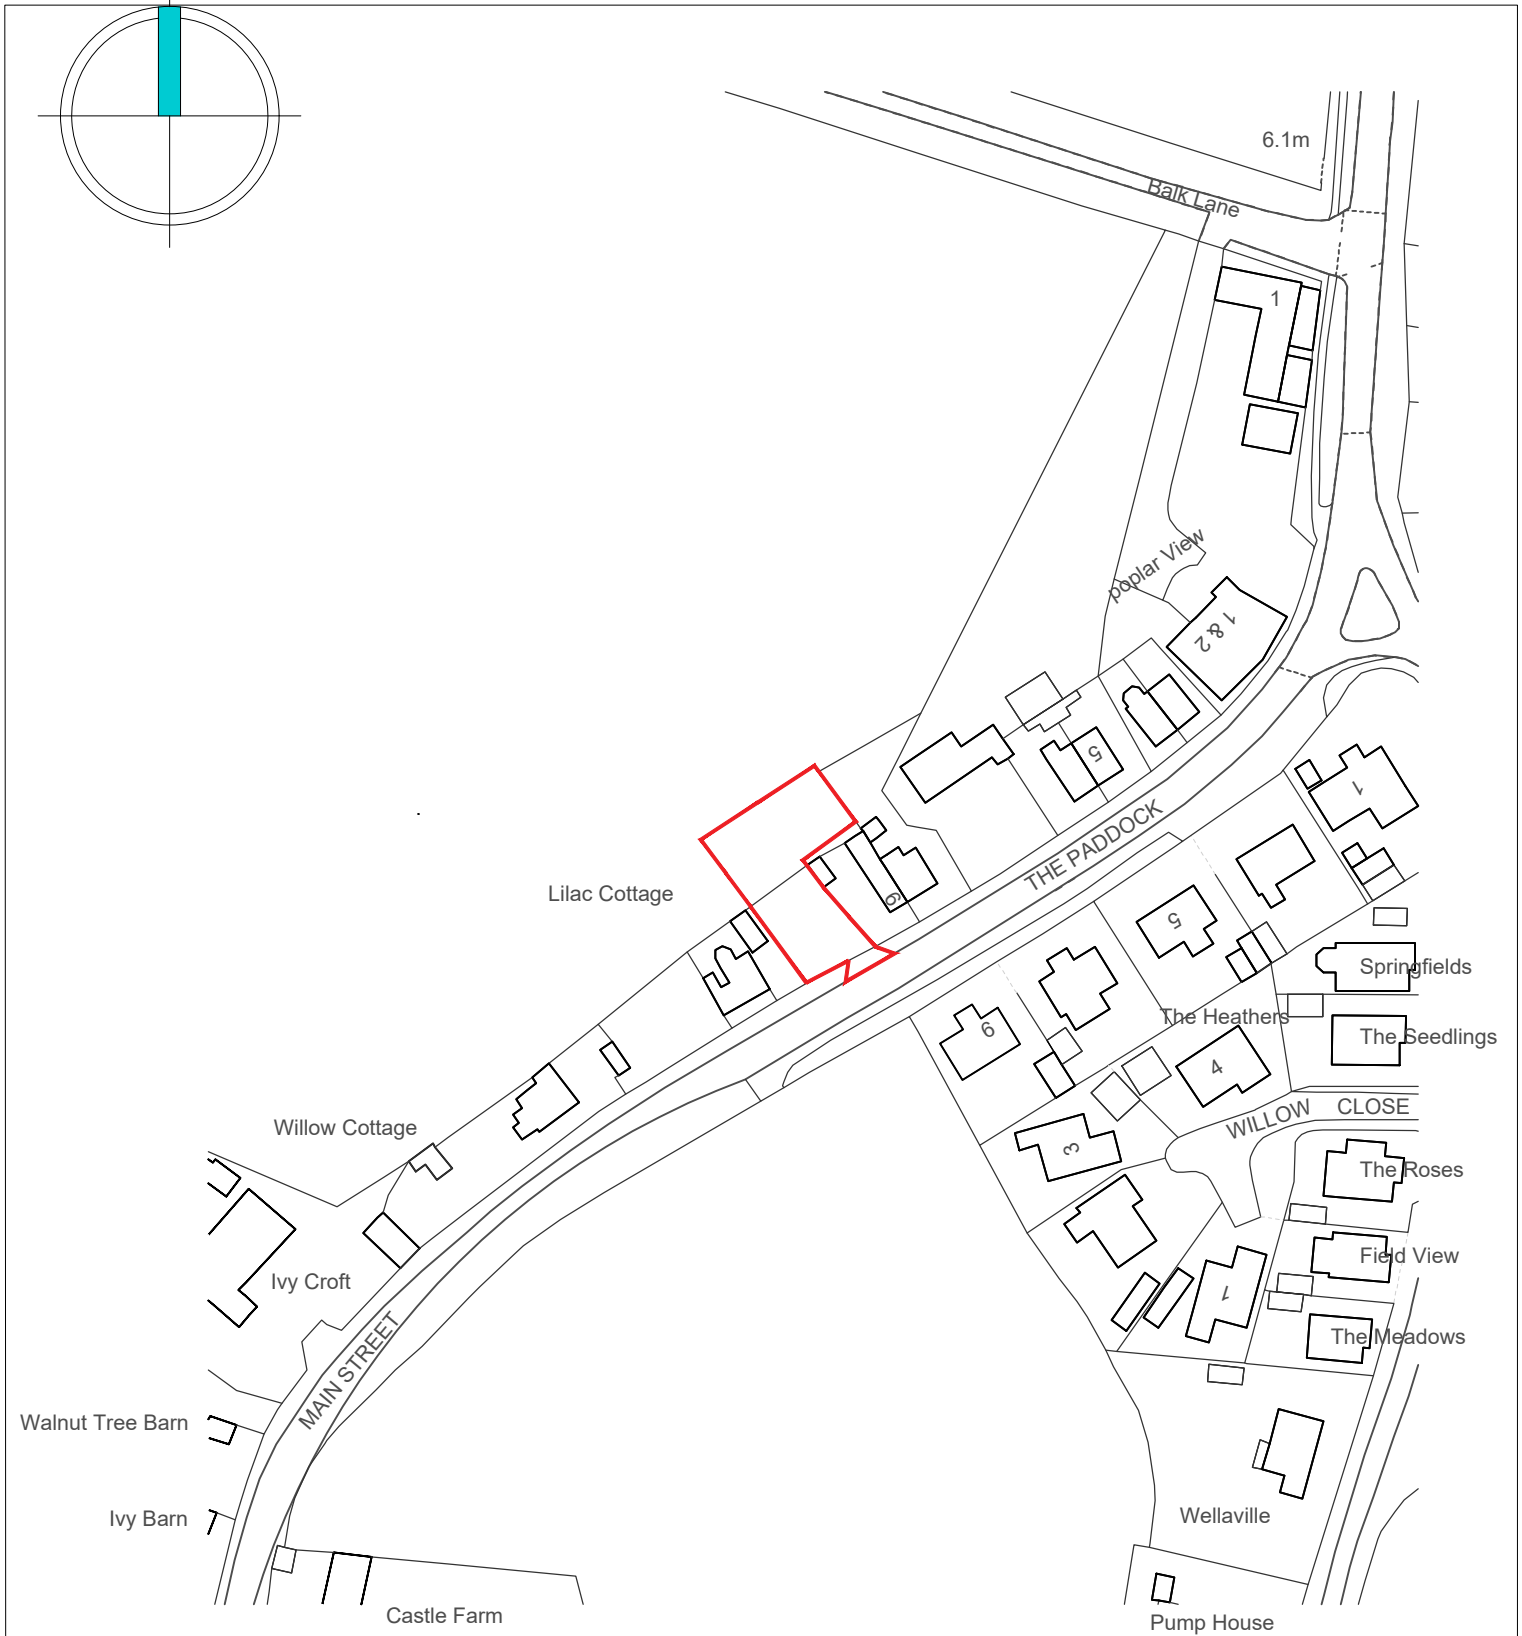 6.1m
Balk Lane
1
poplar View
1 & 2
5
1
THE PADDOCK
Lilac Cottage
6
5
Springfields
The Heathers
6
The Seedlings
4
WILLOW CLOSE
Willow Cottage
3
The Roses
Field View
Ivy Croft
1
The Meadows
MAIN STREET
Walnut Tree Barn
Wellaville
Ivy Barn
Castle Farm
Pump House